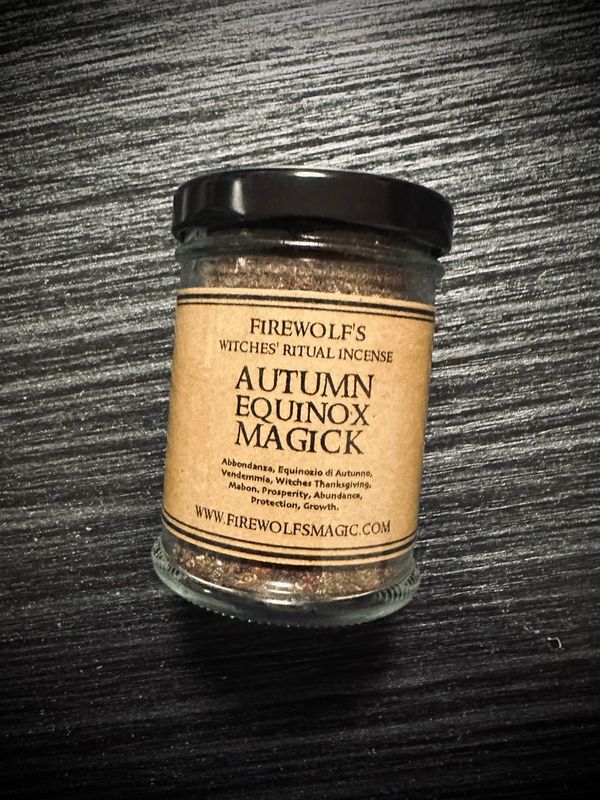 FIREWOLF'S
WITCHES' RITUAL INCENSE
AUTUMN
EQUINOX
MAGICK
Abbondanza, Equinozio di Autunno,
Vendemmia, Witches Thanksgiving,
Mabon, Prosperity, Abundance,
Protection, Growth.
WWW.FIREWOLFSMAGIC.COM